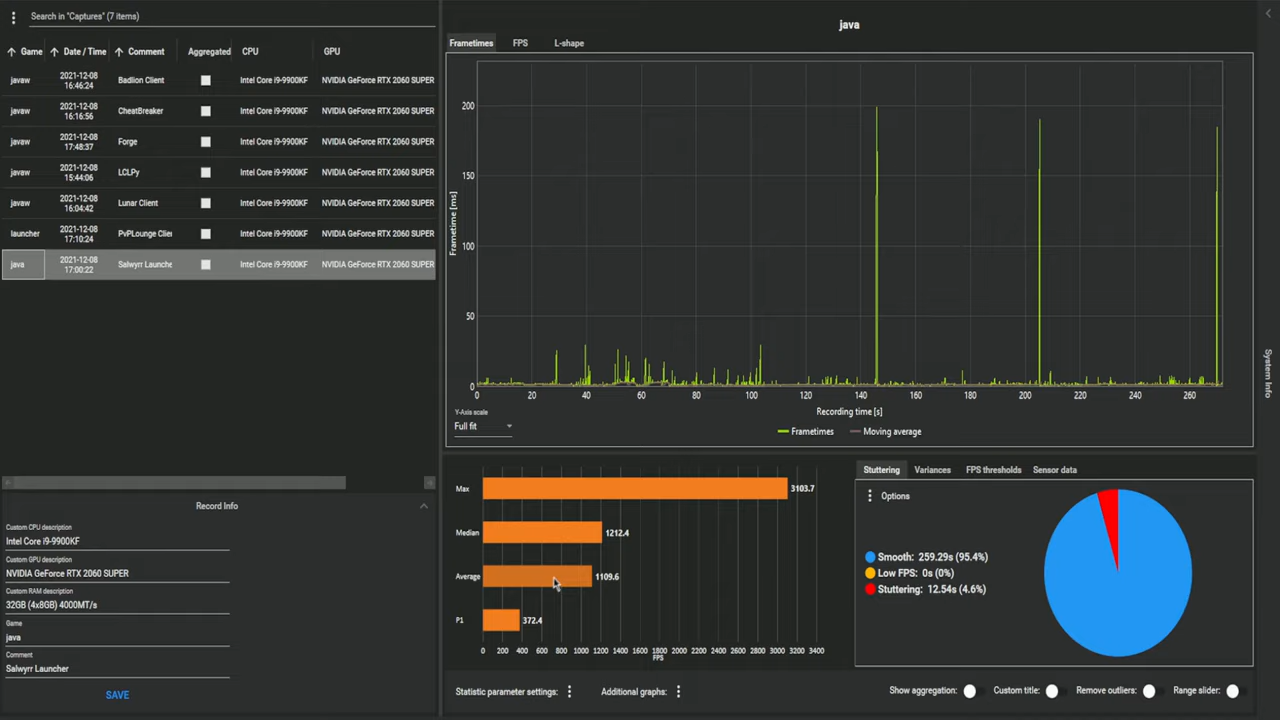 Search in "Captures" (7 items)
Game Date / Time Comment Aggregated CPU GPU
javaw 2021-12-08 16:46:24 Badlion Client Intel Core i9-9900KF NVIDIA GeForce RTX 2060 SUPER
javaw 2021-12-08 16:16:56 CheatBreaker Intel Core i9-9900KF NVIDIA GeForce RTX 2060 SUPER
javaw 2021-12-08 17:48:37 Forge Intel Core i9-9900KF NVIDIA GeForce RTX 2060 SUPER
javaw 2021-12-08 15:44:06 LCLPy Intel Core i9-9900KF NVIDIA GeForce RTX 2060 SUPER
javaw 2021-12-08 16:04:42 Lunar Client Intel Core i9-9900KF NVIDIA GeForce RTX 2060 SUPER
launcher 2021-12-08 17:10:24 PvPLounge Clie Intel Core i9-9900KF NVIDIA GeForce RTX 2060 SUPER
java 2021-12-08 17:00:22 Salwyrr Launche Intel Core i9-9900KF NVIDIA GeForce RTX 2060 SUPER
Record Info
Custom CPU description
Intel Core i9-9900KF
Custom GPU description
NVIDIA GeForce RTX 2060 SUPER
Custom RAM description
32GB (4x8GB) 4000MT/s
Game
java
Comment
Salwyrr Launcher
SAVE
java
Frametimes FPS L-shape
200
150
100
50
0
Frametime [ms]
0 20 40 60 80 100 120 140 160 180 200 220 240 260
Recording time [s]
Y-Axis scale
Full fit
Frametimes Moving average
System Info
Max 3103.7
Median 1212.4
Average 1109.6
P1 372.4
0 200 400 600 800 1000 1200 1400 1600 1800 2000 2200 2400 2600 2800 3000 3200 3400
FPS
Stuttering Variances FPS thresholds Sensor data
Options
Smooth: 259.29s (95.4%)
Low FPS: 0s (0%)
Stuttering: 12.54s (4.6%)
Statistic parameter settings: Additional graphs: Show aggregation: Custom title: Remove outliers: Range slider: